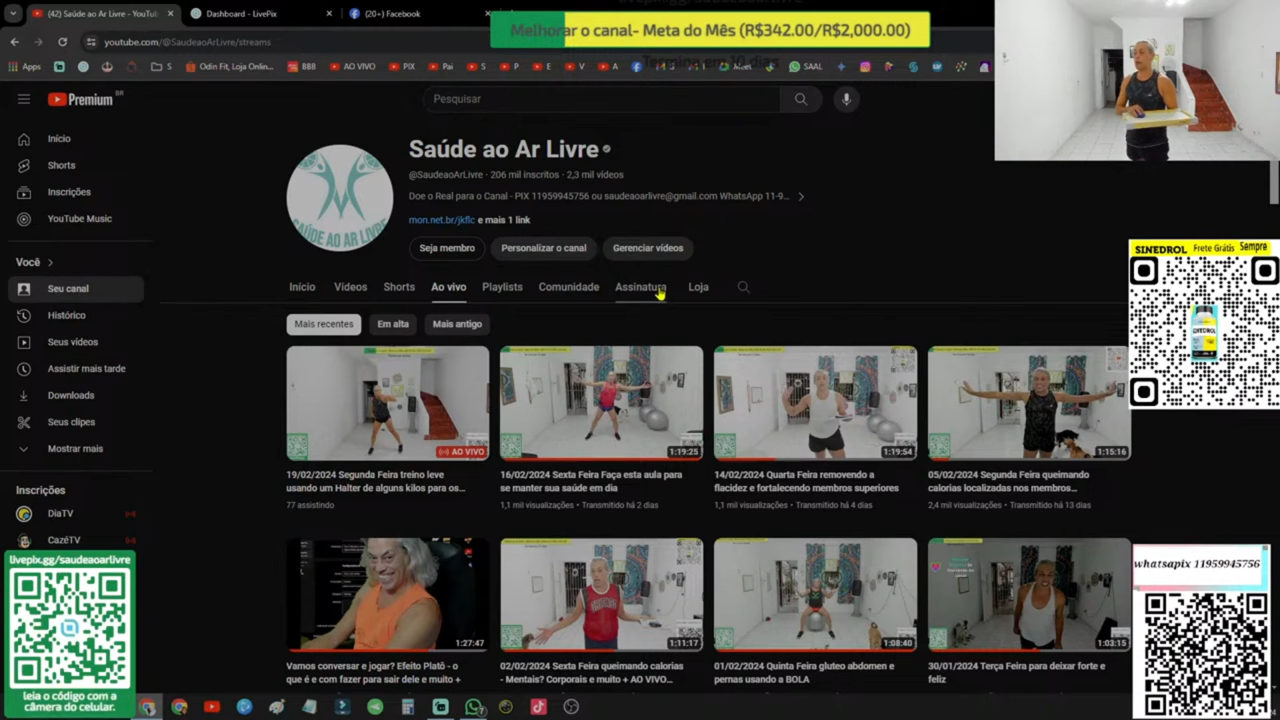 (42) Saúde ao Ar Livre - YouTub
Dashboard - LivePix
(20+) Facebook
Melhorar o canal- Meta do Mês (R$342.00/R$2,000.00)
Termina em 10 dias
youtube.com/@SaudeaoArLivre/streams
Apps
S
Odin Fit, Loja Onlin...
BBB
AO VIVO
PIX
Pai
S
P
E
V
A
Meet
SAAL
Premium BR
Pesquisar
Início
Shorts
Inscrições
YouTube Music
Você
Seu canal
Histórico
Seus vídeos
Assistir mais tarde
Downloads
Seus clipes
Mostrar mais
Inscrições
DiaTV
CazéTV
SAÚDE AO AR LIVRE
Saúde ao Ar Livre
@SaudeaoArLivre · 206 mil inscritos · 2,3 mil vídeos
Doe o Real para o Canal - PIX 11959945756 ou saudeaoarlivre@gmail.com WhatsApp 11-9...
mon.net.br/jkflc e mais 1 link
Seja membro
Personalizar o canal
Gerenciar vídeos
Início
Vídeos
Shorts
Ao vivo
Playlists
Comunidade
Assinatura
Loja
Mais recentes
Em alta
Mais antigo
AO VIVO
1:19:25
1:19:54
1:15:16
19/02/2024 Segunda Feira treino leve
usando um Halter de alguns kilos para os...
77 assistindo
16/02/2024 Sexta Feira Faça esta aula para
se manter sua saúde em dia
1,1 mil visualizações • Transmitido há 2 dias
14/02/2024 Quarta Feira removendo a
flacidez e fortalecendo membros superiores
1,1 mil visualizações • Transmitido há 4 dias
05/02/2024 Segunda Feira queimando
calorias localizadas nos membros...
2,4 mil visualizações • Transmitido há 13 dias
1:27:47
1:11:17
1:08:40
1:03:15
Vamos conversar e jogar? Efeito Platô - o
que é e com fazer para sair dele e muito +
02/02/2024 Sexta Feira queimando calorias
- Mentais? Corporais e muito + AO VIVO...
01/02/2024 Quinta Feira gluteo abdomen e
pernas usando a BOLA
30/01/2024 Terça Feira para deixar forte e
feliz
SINEDROL Frete Grátis Sempre
SINEDROL
whatsapix 11959945756
livepix.gg/saudeaoarlivre
leia o código com a
câmera do celular.